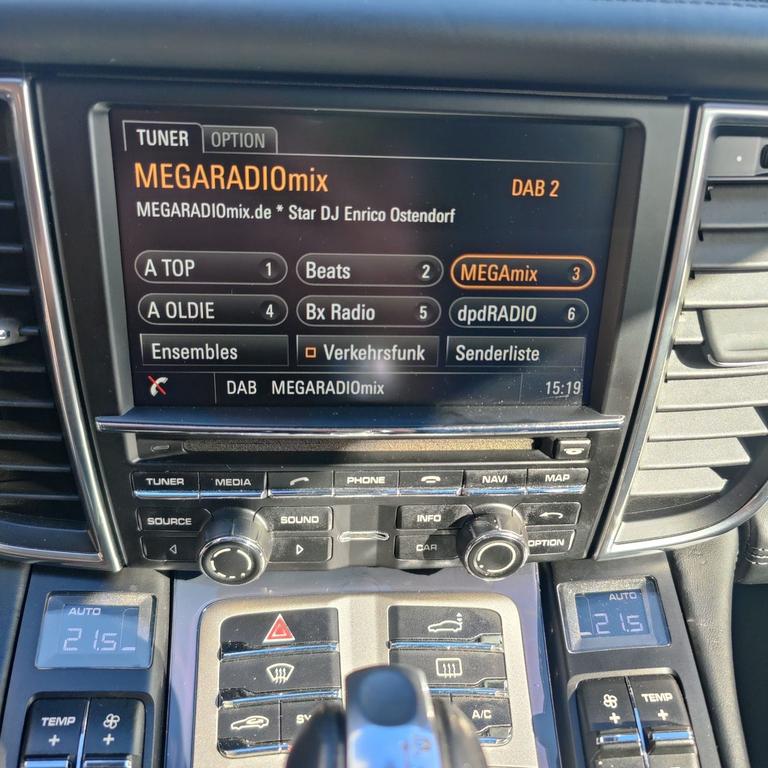 TUNER OPTION
MEGARADIOmix DAB 2
MEGARADIOmix.de * Star DJ Enrico Ostendorf
A TOP 1 Beats 2 MEGAmix 3
A OLDIE 4 Bx Radio 5 dpdRADIO 6
Ensembles Verkehrsfunk Senderliste
DAB MEGARADIOmix 15:19
TUNER MEDIA PHONE NAVI MAP
SOURCE SOUND INFO
CAR OPTION
AUTO AUTO
21.5 21.5
A/C
TEMP TEMP
+ + + +